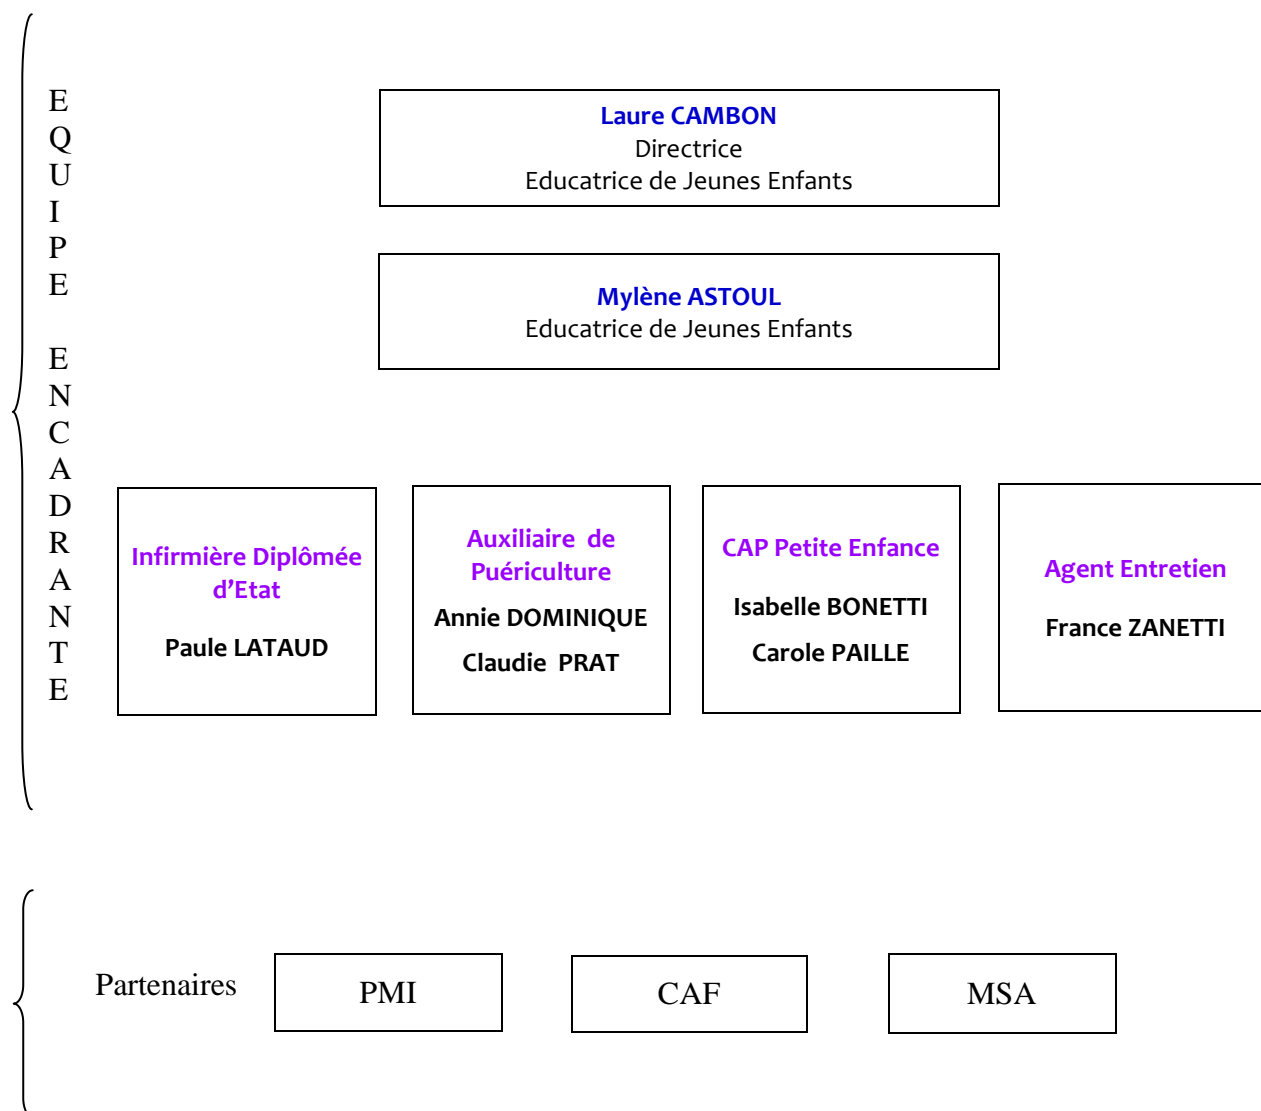 EQUIPE ENCADRANTE
Laure CAMBON
Directrice
Educatrice de Jeunes Enfants
Mylène ASTOUL
Educatrice de Jeunes Enfants
Infirmière Diplômée
d’Etat
Paule LATAUD
Auxiliaire de
Puériculture
Annie DOMINIQUE
Claudie PRAT
CAP Petite Enfance
Isabelle BONETTI
Carole PAILLE
Agent Entretien
France ZANETTI
Partenaires
PMI
CAF
MSA